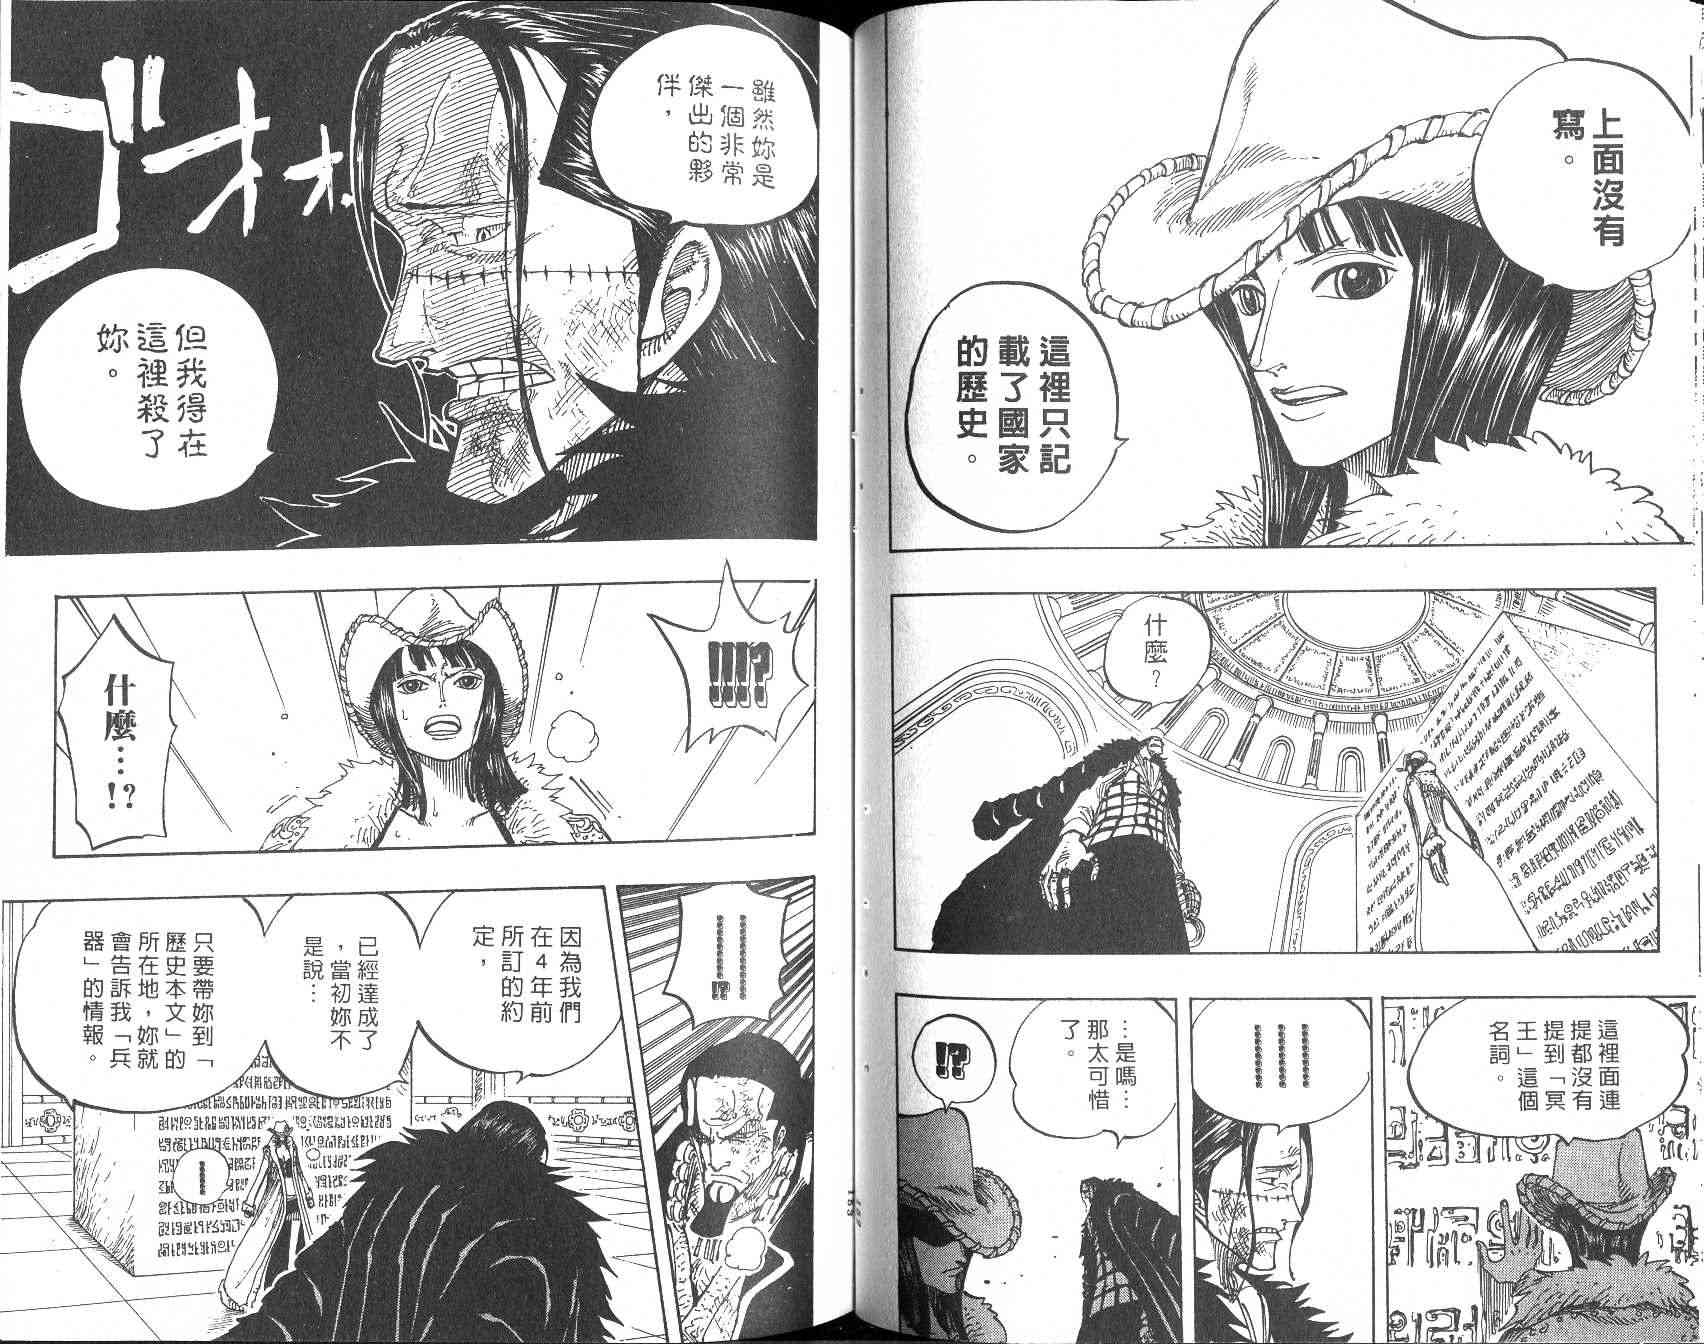 上面沒有
寫。
這裡只記
載了國家
的歷史。
什麼?
這裡面連
提都沒有
提到「冥
王」這個
名詞。
…是嗎…
那太可惜
了。
!?
雖然妳是
一個非常
傑出的夥
伴,
但我得在
這裡殺了
妳。
ゴオォ
!!!?
什麼…!?
因為我們
在4年前
所訂的約
定,
已經達成了
,當初妳不
是說…
只要帶妳到「
歷史本文」的
所在地,妳就
會告訴我「兵
器」的情報。